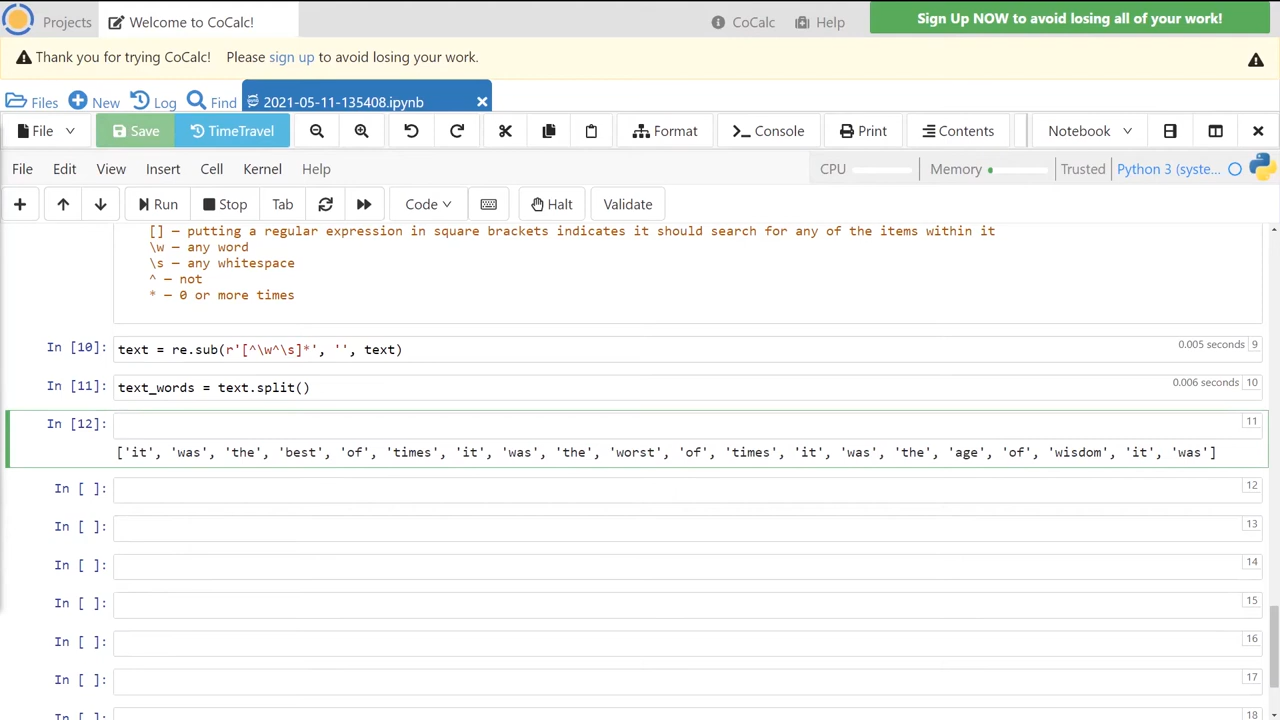 Projects Welcome to CoCalc! CoCalc Help Sign Up NOW to avoid losing all of your work!
Thank you for trying CoCalc! Please sign up to avoid losing your work.
Files New Log Find 2021-05-11-135408.ipynb
File Save TimeTravel Format Console Print Contents Notebook
File Edit View Insert Cell Kernel Help CPU Memory Trusted Python 3 (syste...
Run Stop Tab Code Halt Validate
[] – putting a regular expression in square brackets indicates it should search for any of the items within it
\w – any word
\s – any whitespace
^ – not
* – 0 or more times
In [10]: text = re.sub(r'[^\w^\s]*', '', text) 0.005 seconds 9
In [11]: text_words = text.split() 0.006 seconds 10
In [12]: 11
['it', 'was', 'the', 'best', 'of', 'times', 'it', 'was', 'the', 'worst', 'of', 'times', 'it', 'was', 'the', 'age', 'of', 'wisdom', 'it', 'was']
In [ ]: 12
In [ ]: 13
In [ ]: 14
In [ ]: 15
In [ ]: 16
In [ ]: 17
In [ ]: 18